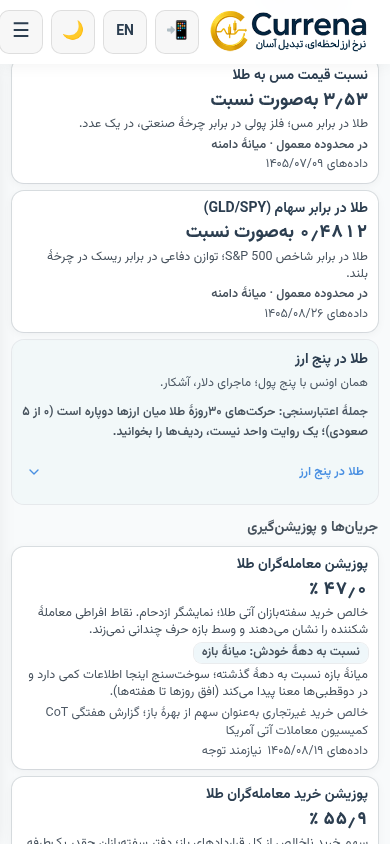 Currena
نرخ ارز لحظه‌ای، تبدیل آسان
EN
نسبت قیمت مس به طلا
۳٫۵۳ به‌صورت نسبت
طلا در برابر مس؛ فلز پولی در برابر چرخهٔ صنعتی، در یک عدد.
در محدوده معمول · میانهٔ دامنه
داده‌های ۱۴۰۵/۰۷/۰۹
طلا در برابر سهام (GLD/SPY)
۰٫۴۸۱۲ به‌صورت نسبت
طلا در برابر شاخص S&P 500؛ توازن دفاعی در برابر ریسک در چرخهٔ
بلند.
در محدوده معمول · میانهٔ دامنه
داده‌های ۱۴۰۵/۰۸/۲۶
طلا در پنج ارز
همان اونس با پنج پول؛ ماجرای دلار، آشکار.
جملهٔ اعتبارسنجی: حرکت‌های ۳۰روزهٔ طلا میان ارزها دوپاره است (۰ از ۵
صعودی)؛ یک روایت واحد نیست، ردیف‌ها را بخوانید.
طلا در پنج ارز
جریان‌ها و پوزیشن‌گیری
پوزیشن معامله‌گران طلا
۴۷٫۰ ٪
خالص خرید سفته‌بازان آتی طلا؛ نمایشگر ازدحام. نقاط افراطی معاملهٔ
شکننده را نشان می‌دهند و وسط بازه حرف چندانی نمی‌زند.
نسبت به دههٔ خودش: میانهٔ بازه
میانهٔ بازه نسبت به دههٔ گذشته؛ سوخت‌سنج اینجا اطلاعات کمی دارد و
در دوقطبی‌ها معنا پیدا می‌کند (افق روزها تا هفته‌ها).
خالص خرید غیرتجاری به‌عنوان سهم از بهرهٔ باز؛ گزارش هفتگی CoT
کمیسیون معاملات آتی آمریکا
داده‌های ۱۴۰۵/۰۸/۱۹ نیازمند توجه
پوزیشن خرید معامله‌گران طلا
۵۵٫۹ ٪